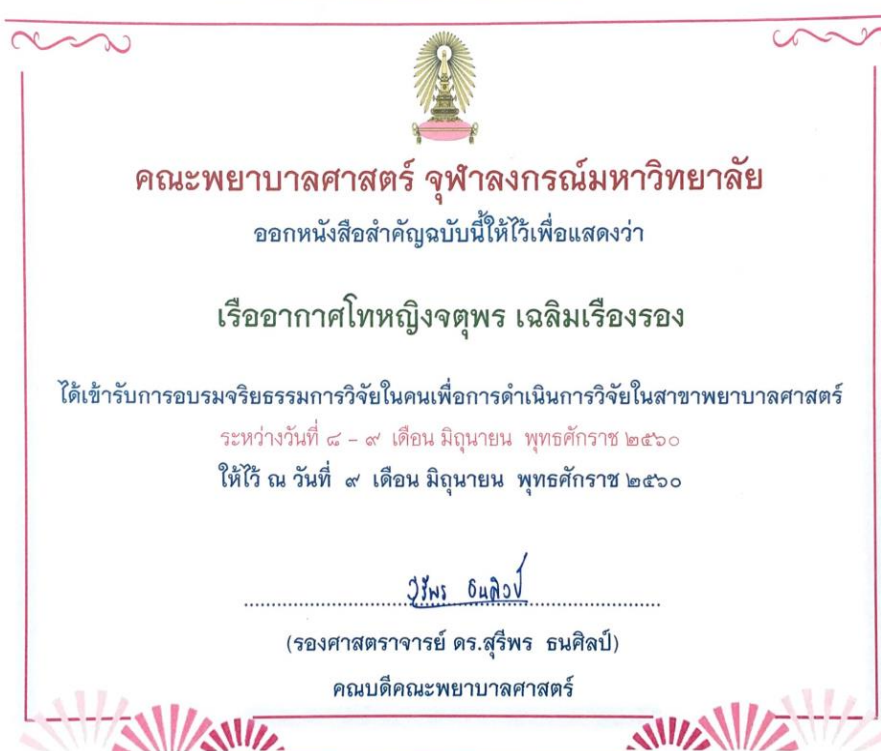 คณะพยาบาลศาสตร์ จุฬาลงกรณ์มหาวิทยาลัย
ออกหนังสือสำคัญฉบับนี้ให้ไว้เพื่อแสดงว่า
เรืออากาศโทหญิงจตุพร เฉลิมเรืองรอง
ได้เข้ารับการอบรมจริยธรรมการวิจัยในคนเพื่อการดำเนินการวิจัยในสาขาพยาบาลศาสตร์
ระหว่างวันที่ ๘ - ๙ เดือน มิถุนายน พุทธศักราช ๒๕๖๐
ให้ไว้ ณ วันที่ ๙ เดือน มิถุนายน พุทธศักราช ๒๕๖๐
สุรีพร ธนศิลป์
(รองศาสตราจารย์ ดร.สุรีพร ธนศิลป์)
คณบดีคณะพยาบาลศาสตร์